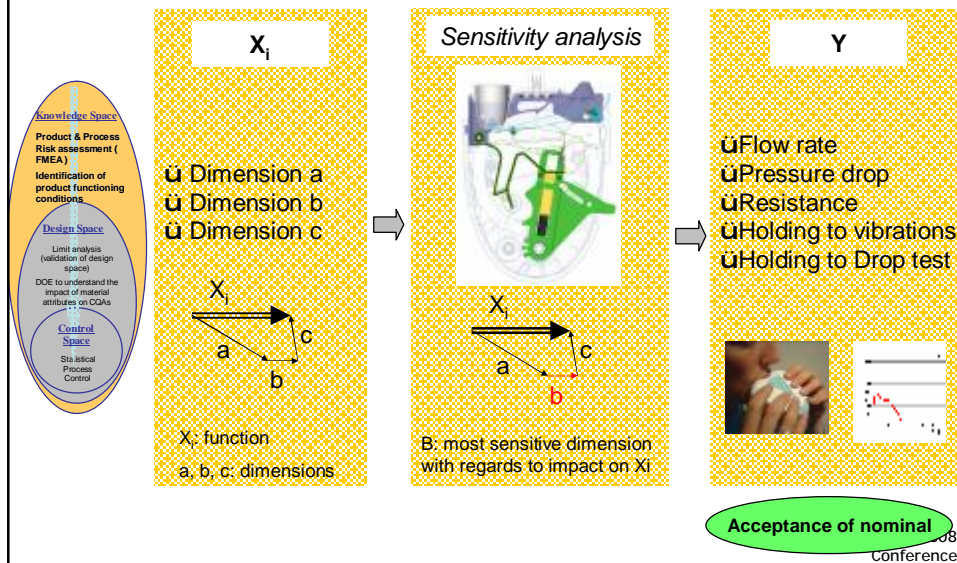 Knowledge Space
Product & Process
Risk assessment (
FMEA)
Identification of
product functioning
conditions
Design Space
Limit analysis
(validation of design
space)
DOE to understand the
impact of material
attributes on CQAs
Control
Space
Statistical
Process
Control
Xi
ü Dimension a
ü Dimension b
ü Dimension c
Xi
a
b
c
Xi: function
a, b, c: dimensions
Sensitivity analysis
Xi
a
b
c
B: most sensitive dimension
with regards to impact on Xi
Y
üFlow rate
üPressure drop
üResistance
üHolding to vibrations
üHolding to Drop test
Acceptance of nominal
Conference